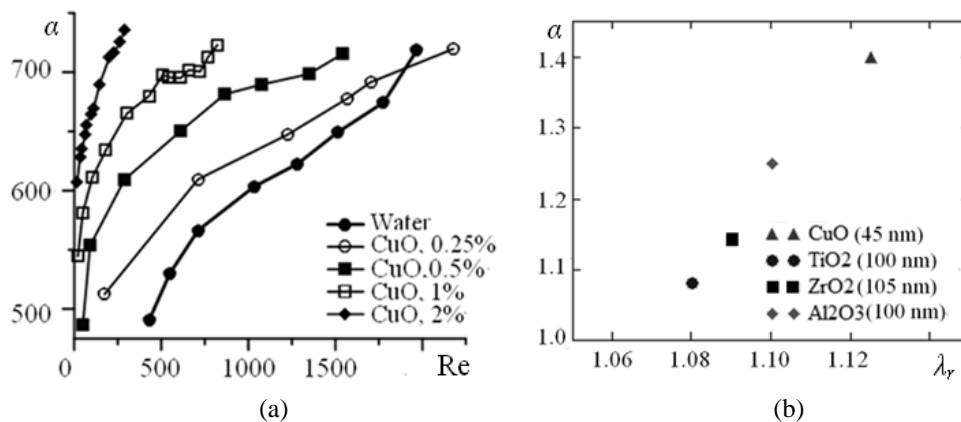 α
700
600
500
0
500
1000
1500
Re
Water
CuO, 0.25%
CuO.0.5%
CuO, 1%
CuO, 2%
(a)
α
1.4
1.3
1.2
1.1
1.0
1.06
1.08
1.10
1.12
λᵧ
CuO (45 nm)
TiO2 (100 nm)
ZrO2 (105 nm)
Al2O3 (100 nm)
(b)